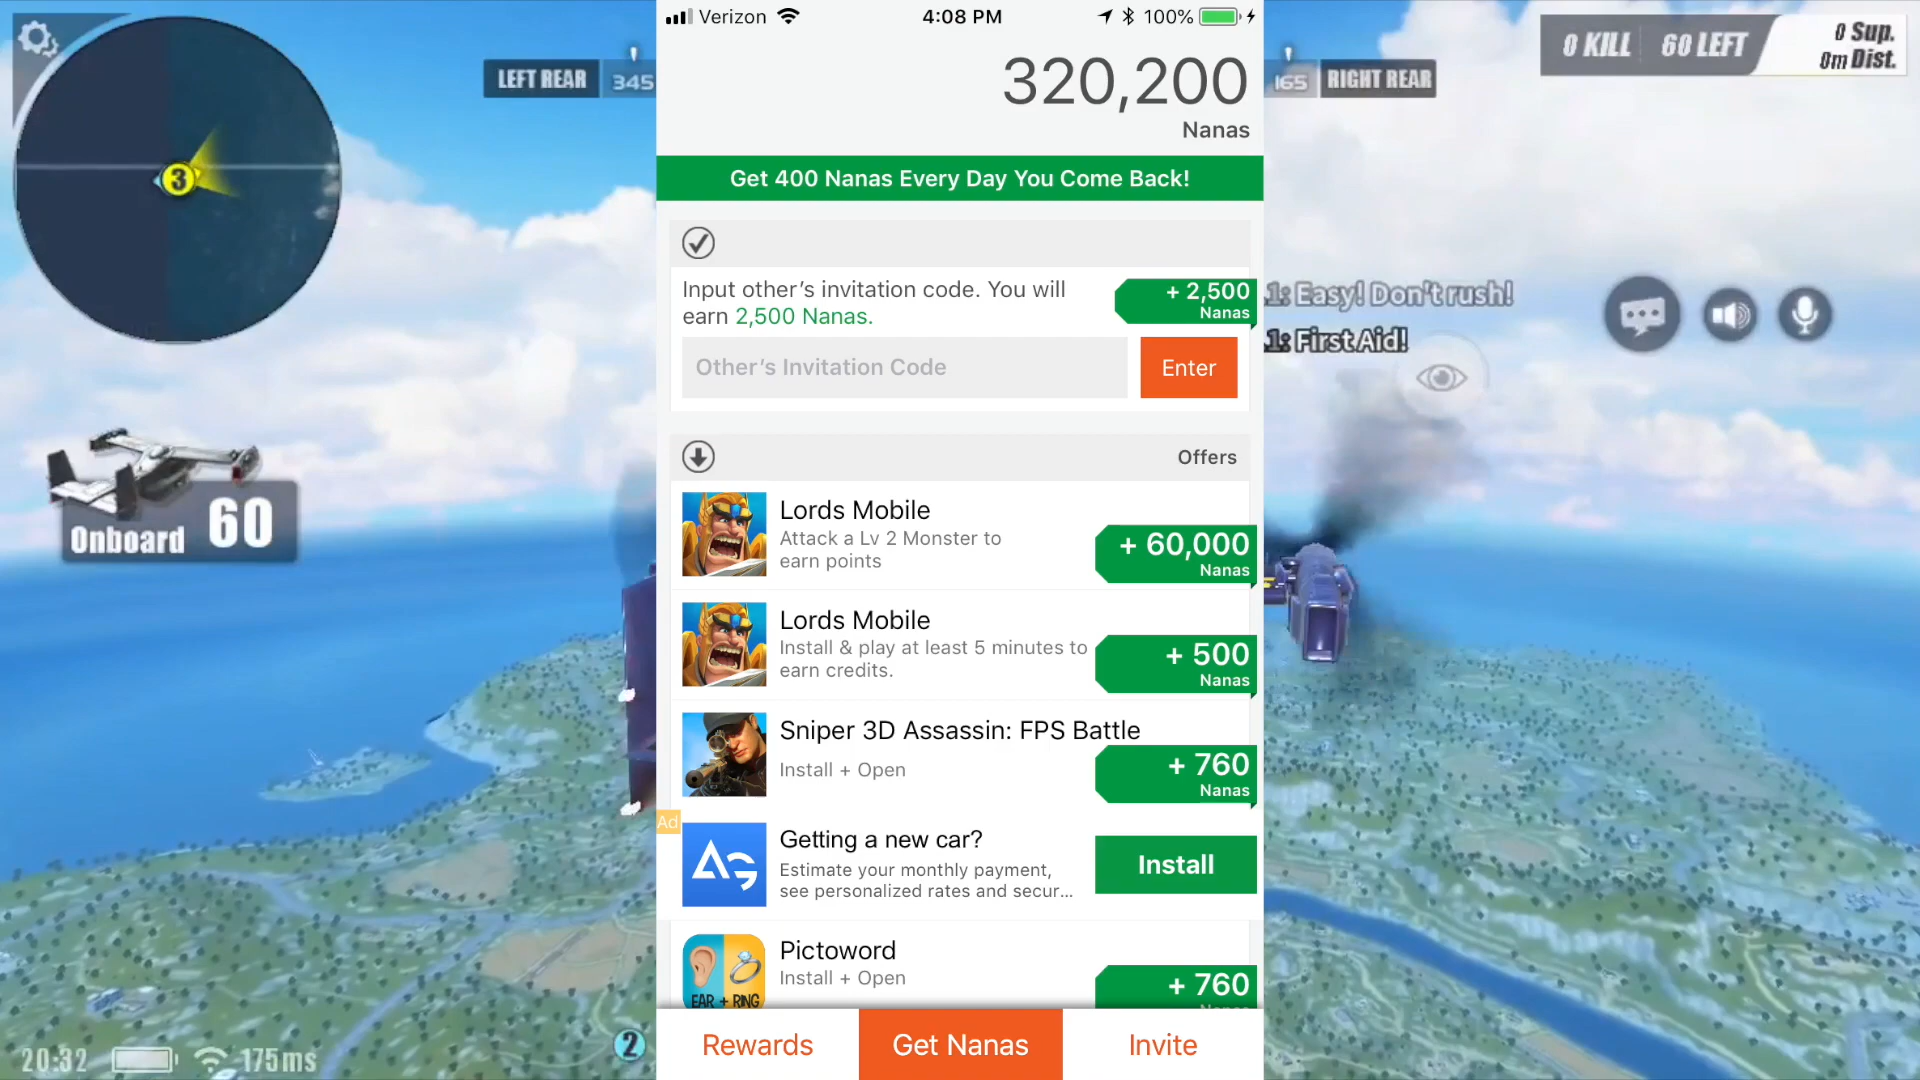 Verizon 4:08 PM 100%
320,200
Nanas
Get 400 Nanas Every Day You Come Back!
Input other's invitation code. You will
earn 2,500 Nanas.
+ 2,500
Nanas
Other's Invitation Code
Enter
Offers
Lords Mobile
Attack a Lv 2 Monster to
earn points
+ 60,000
Nanas
Lords Mobile
Install & play at least 5 minutes to
earn credits.
+ 500
Nanas
Sniper 3D Assassin: FPS Battle
Install + Open
+ 760
Nanas
Ad
Getting a new car?
Estimate your monthly payment,
see personalized rates and secur...
Install
Pictoword
Install + Open
EAR + RING
+ 760
Rewards
Get Nanas
Invite
LEFT REAR
345
3
Onboard 60
20:32 175ms
2
165 RIGHT REAR
0 KILL 60 LEFT
0 Sup.
0m Dist.
1: Easy! Don't rush!
1: First Aid!